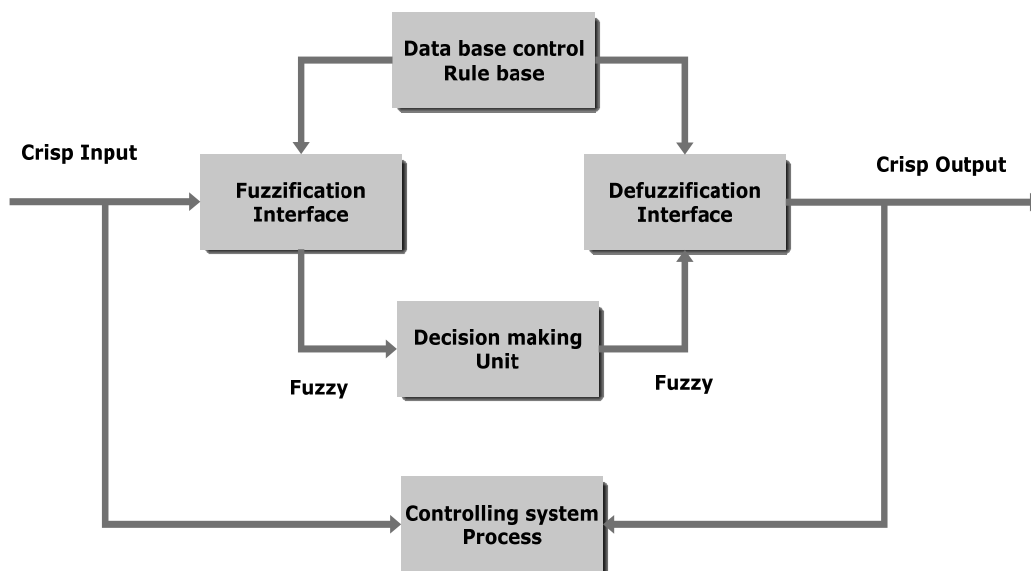 Data base control
Rule base
Crisp Input
Crisp Output
Fuzzification
Interface
Defuzzification
Interface
Decision making
Unit
Fuzzy
Fuzzy
Controlling system
Process